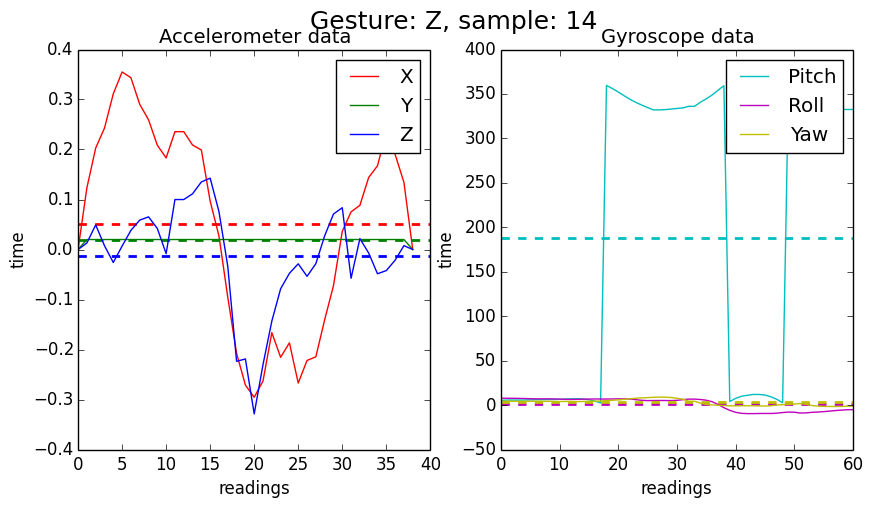 Gesture: Z, sample: 14
Accelerometer data
0.4
0.3
0.2
0.1
0.0
−0.1
−0.2
−0.3
−0.4
time
0 5 10 15 20 25 30 35 40
readings
X
Y
Z
Gyroscope data
400
350
300
250
200
150
100
50
0
−50
time
0 10 20 30 40 50 60
readings
Pitch
Roll
Yaw